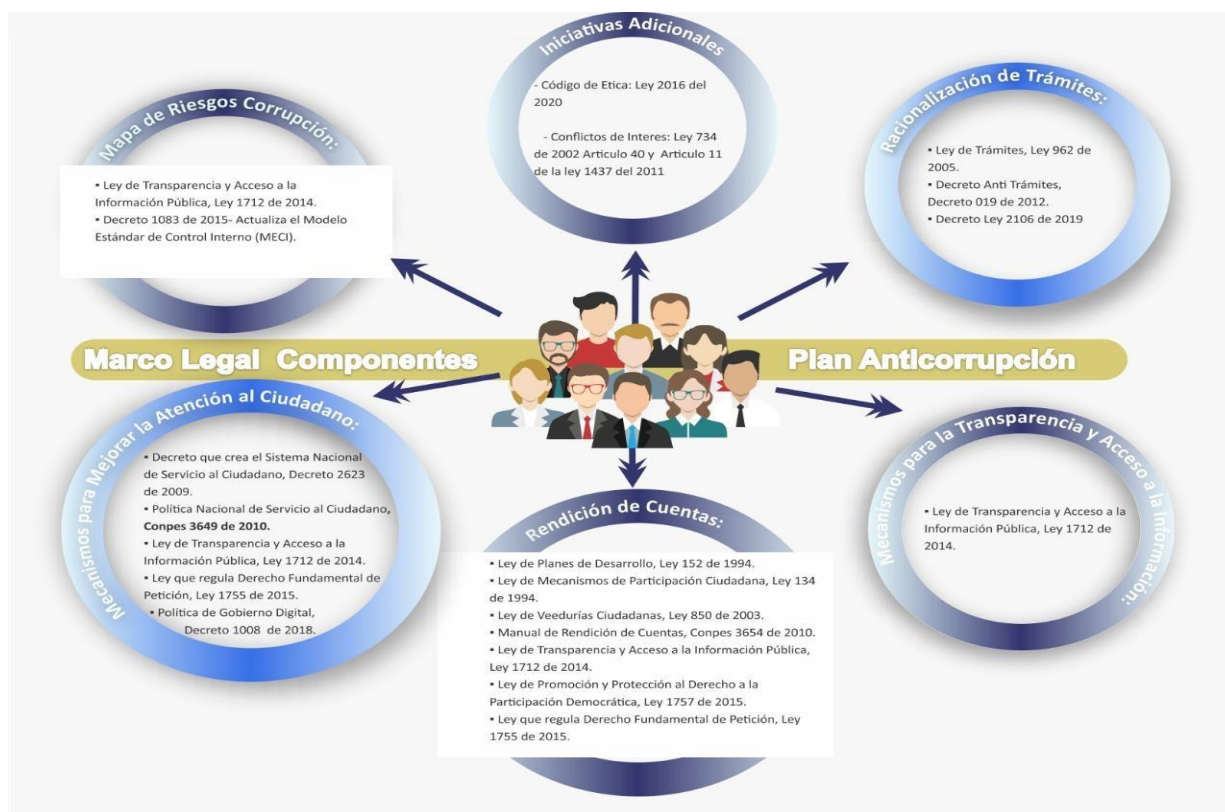 Iniciativas Adicionales
- Código de Etica: Ley 2016 del
2020
- Conflictos de Interes: Ley 734
de 2002 Articulo 40 y Articulo 11
de la ley 1437 del 2011
Mapa de Riesgos Corrupción:
• Ley de Transparencia y Acceso a la
Información Pública, Ley 1712 de 2014.
• Decreto 1083 de 2015- Actualiza el Modelo
Estándar de Control Interno (MECI).
Racionalización de Trámites:
• Ley de Trámites, Ley 962 de
2005.
• Decreto Anti Trámites,
Decreto 019 de 2012.
• Decreto Ley 2106 de 2019
Marco Legal Componentes
Plan Anticorrupción
Mecanismos para Mejorar la Atención al Ciudadano:
• Decreto que crea el Sistema Nacional
de Servicio al Ciudadano, Decreto 2623
de 2009.
• Política Nacional de Servicio al Ciudadano,
Conpes 3649 de 2010.
• Ley de Transparencia y Acceso a la
Información Pública, Ley 1712 de 2014.
• Ley que regula Derecho Fundamental de
Petición, Ley 1755 de 2015.
• Política de Gobierno Digital,
Decreto 1008 de 2018.
Rendición de Cuentas:
• Ley de Planes de Desarrollo, Ley 152 de 1994.
• Ley de Mecanismos de Participación Ciudadana, Ley 134
de 1994.
• Ley de Veedurías Ciudadanas, Ley 850 de 2003.
• Manual de Rendición de Cuentas, Conpes 3654 de 2010.
• Ley de Transparencia y Acceso a la Información Pública,
Ley 1712 de 2014.
• Ley de Promoción y Protección al Derecho a la
Participación Democrática, Ley 1757 de 2015.
• Ley que regula Derecho Fundamental de Petición, Ley
1755 de 2015.
Mecanismos para la Transparencia y Acceso a la Información:
• Ley de Transparencia y Acceso a la
Información Pública, Ley 1712 de
2014.